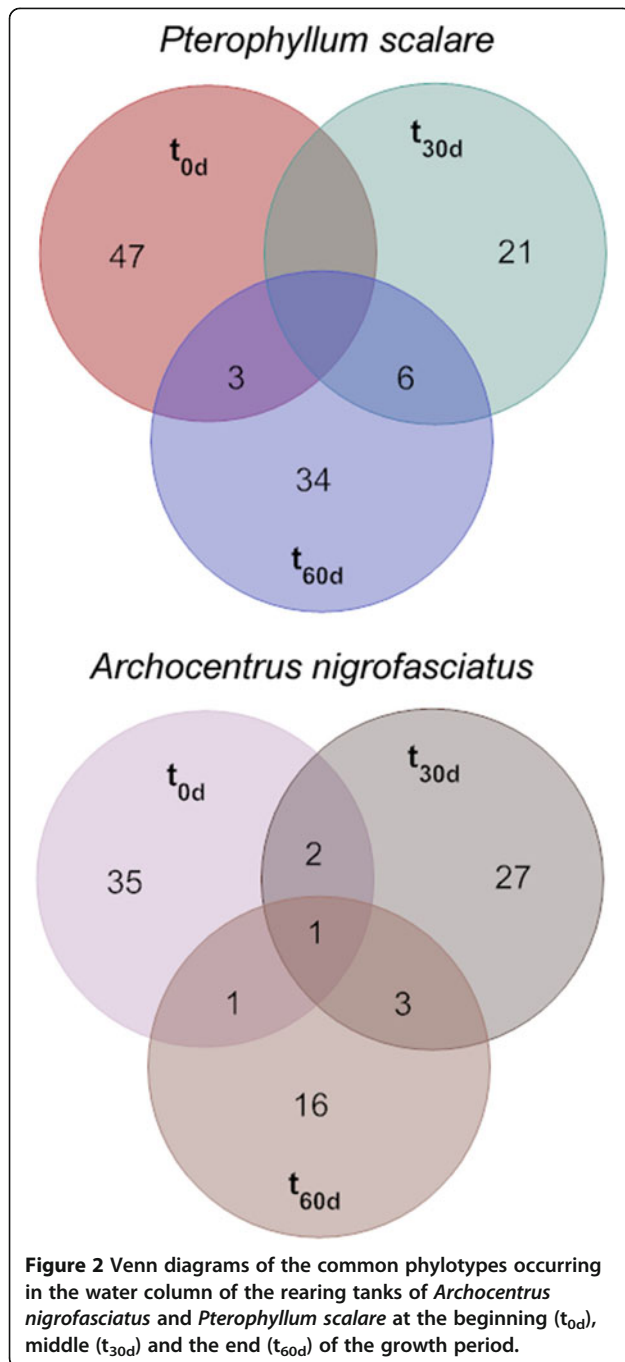 Pterophyllum scalare
t0d
t30d
47
21
3
6
34
t60d
Archocentrus nigrofasciatus
t0d
t30d
2
35
27
1
1
3
16
t60d
Figure 2 Venn diagrams of the common phylotypes occurring
in the water column of the rearing tanks of Archocentrus
nigrofasciatus and Pterophyllum scalare at the beginning (t0d),
middle (t30d) and the end (t60d) of the growth period.